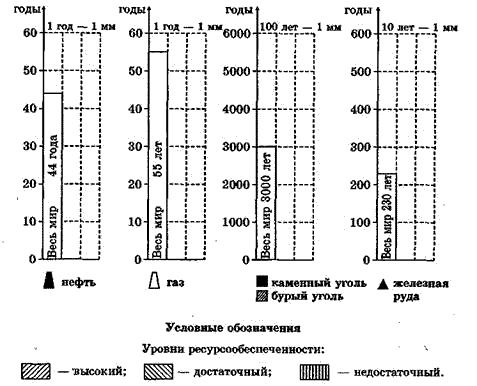 годы 1 год — 1 мм
60
50
40
30
20
10
0
Весь мир 44 года
нефть
годы 1 год — 1 мм
60
50
40
30
20
10
0
Весь мир 55 лет
газ
годы 100 лет — 1 мм
6000
5000
4000
3000
2000
1000
0
Весь мир 3000 лет
каменный уголь
бурый уголь
годы 10 лет — 1 мм
600
500
400
300
200
100
0
Весь мир 230 лет
железная
руда
Условные обозначения
Уровни ресурсообеспеченности:
— высокий; — достаточный; — недостаточный.